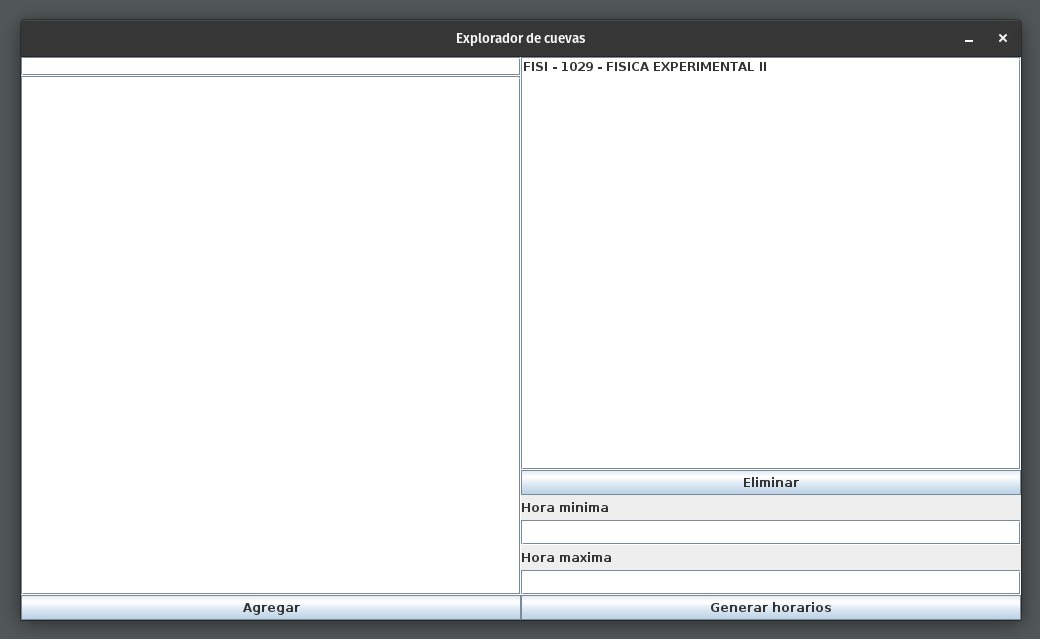 Explorador de cuevas
FISI - 1029 - FISICA EXPERIMENTAL II
Eliminar
Hora minima
Hora maxima
Agregar
Generar horarios